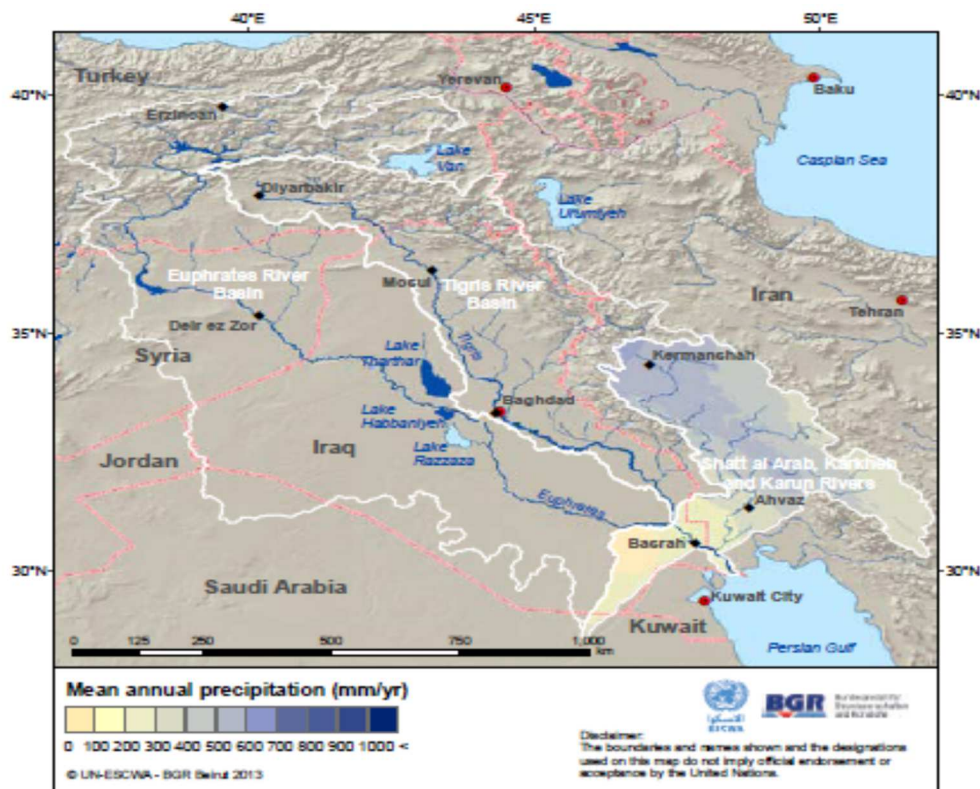 40°E 45°E 50°E
40°N
Turkey
Erzincan
Yerevan
Baku
Caspian Sea
Lake
Van
Diyarbakir
Lake
Urumiyeh
Euphrates River
Basin
Mosul
Tigris River
Basin
Iran
Tehran
Deir ez Zor
35°N 35°N
Syria
Lake
Tharthar
Tigris
Kermanshah
Baghdad
Lake
Habbaniyeh
Lake
Razzaza
Iraq
Jordan
Shatt al Arab, Karkheh
and Karun Rivers
Ahvaz
Euphrates
Basrah
30°N 30°N
Saudi Arabia
Kuwait City
Kuwait
Persian Gulf
0 125 250 500 750 1,000
km
40°N
Mean annual precipitation (mm/yr)
0 100 200 300 400 500 600 700 800 900 1000 <
© UN-ESCWA - BGR Beirut 2013
ESCWA
BGR
Disclaimer:
The boundaries and names shown and the designations
used on this map do not imply official endorsement or
acceptance by the United Nations.